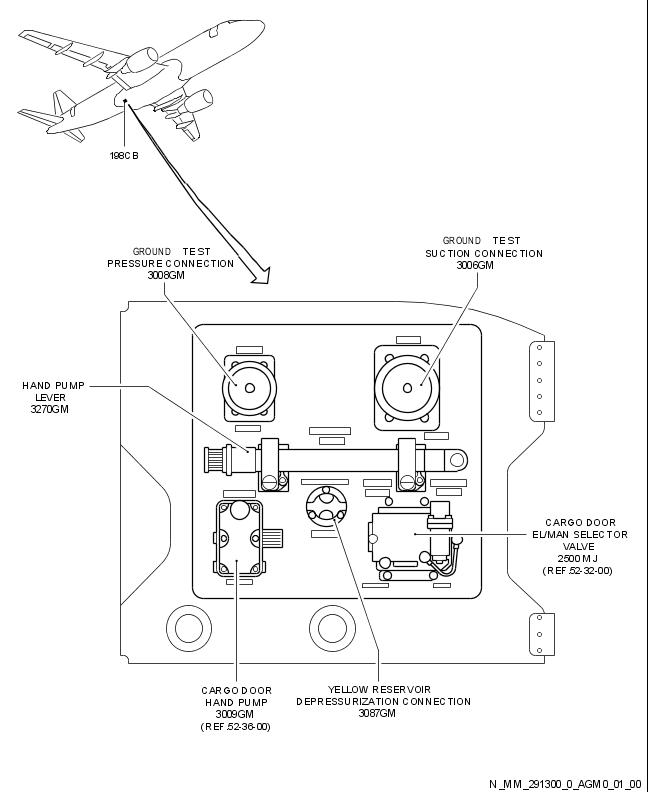 198CB
GROUND TEST
PRESSURE CONNECTION
3008GM
GROUND TEST
SUCTION CONNECTION
3006GM
HAND PUMP
LEVER
3270GM
CARGO DOOR
EL/MAN SELECTOR
VALVE
2500MJ
(REF.52-32-00)
CARGO DOOR
HAND PUMP
3009GM
(REF.52-36-00)
YELLOW RESERVOIR
DEPRESSURIZATION CONNECTION
3087GM
N_MM_291300_0_AGM0_01_00